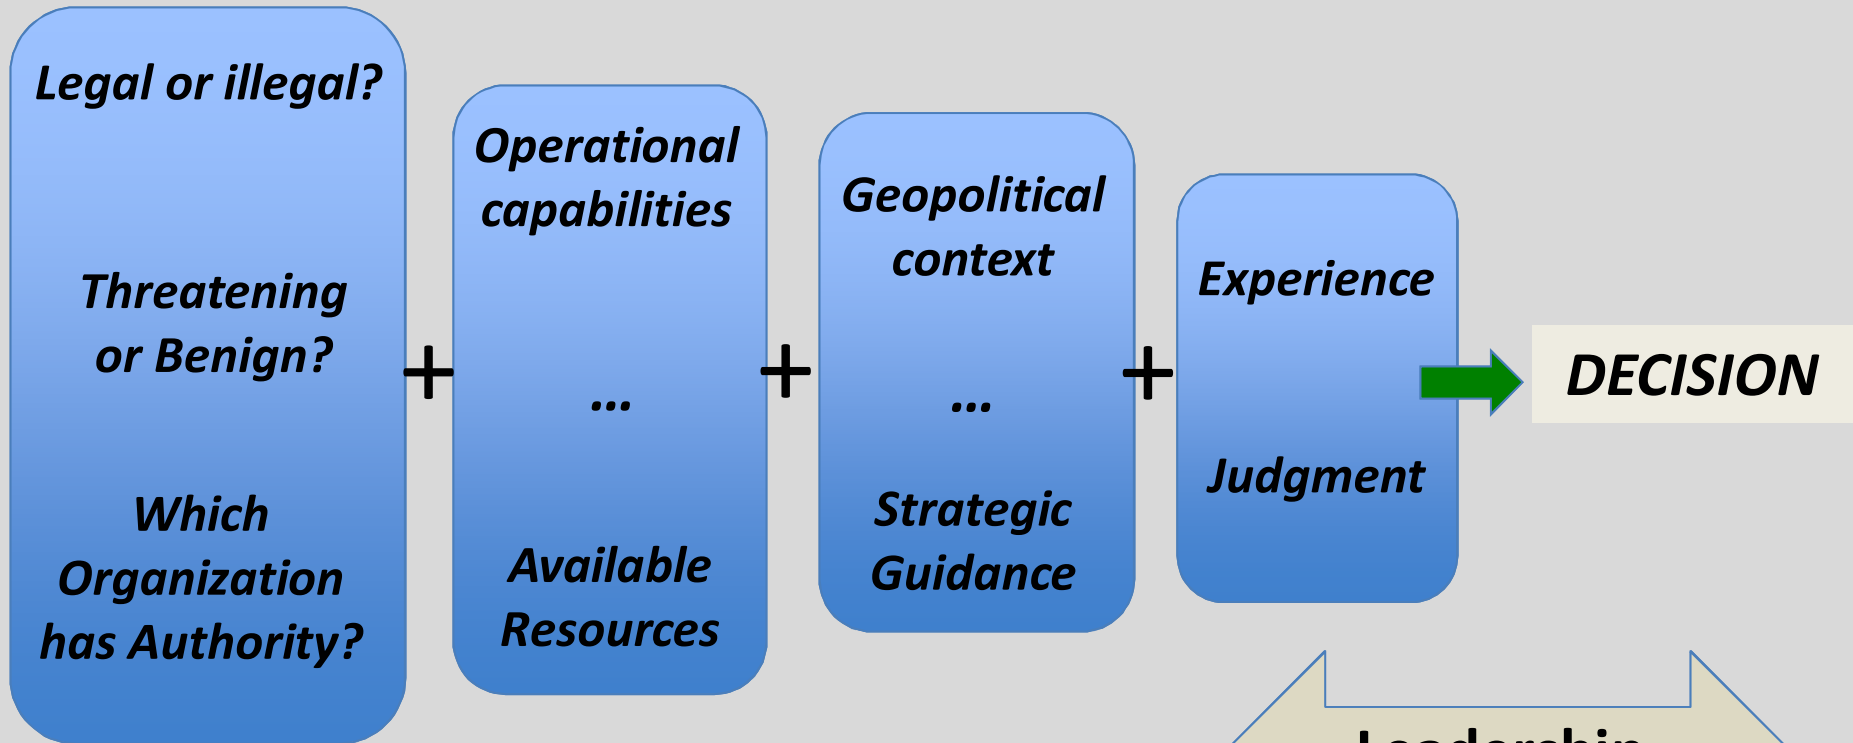 Legal or illegal?
Threatening
or Benign?
Which
Organization
has Authority?
+
Operational
capabilities
...
Available
Resources
+
Geopolitical
context
...
Strategic
Guidance
+
Experience
Judgment
DECISION
Leadership